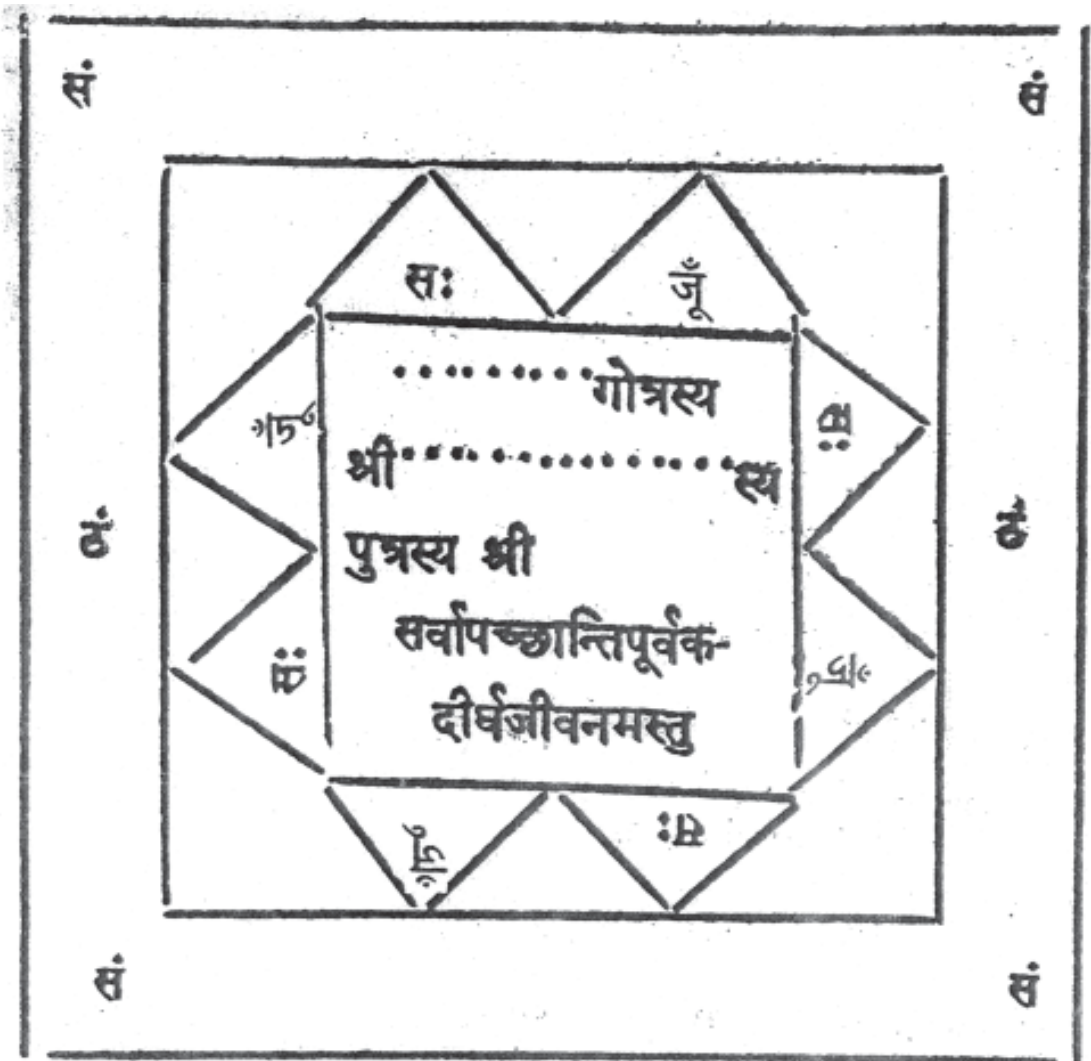 सं सं
सः जूँ
.........गोत्रस्य
जूँ सः
श्री..............स्य
ठं पुत्रस्य श्री ठं
सर्वापच्छान्तिपूर्वक-
सः जूँ
दीर्घजीवनमस्तु
जूँ सः
सं सं